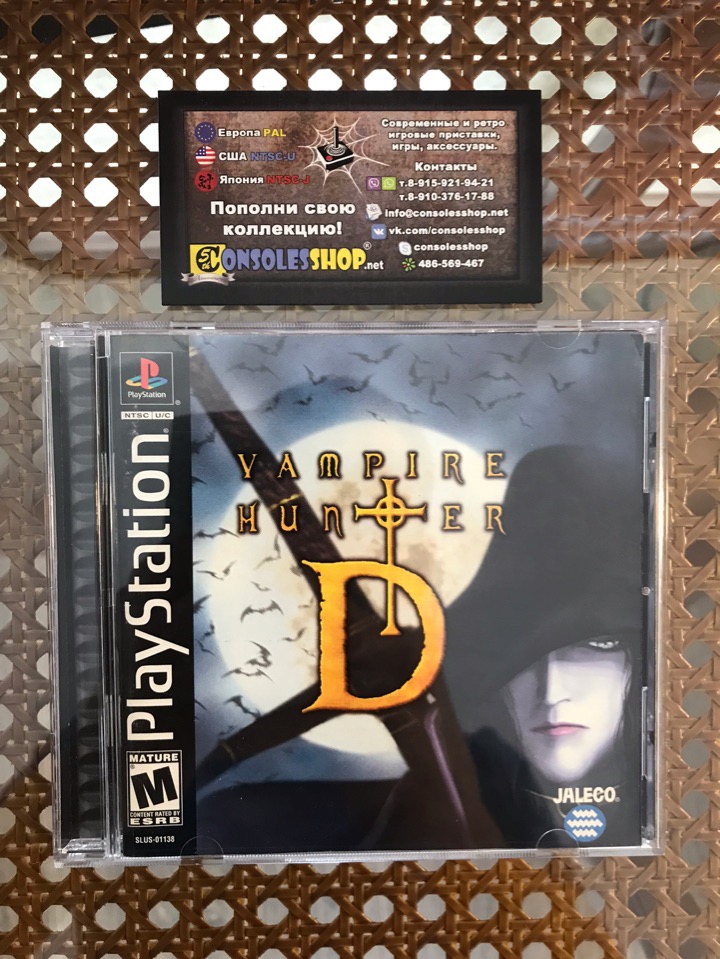 Европа PAL
США NTSC-U
Япония NTSC-J
Пополни свою
коллекцию!
CONSOLESSHOP.net
Современные и ретро
игровые приставки,
игры, аксессуары.
Контакты
т.8-915-921-94-21
т.8-910-376-17-88
info@consolesshop.net
vk.com/consolesshop
consolesshop
486-569-467
PlayStation
NTSC U/C
PlayStation
VAMPIRE
HUNTER
D
MATURE
M
CONTENT RATED BY
ESRB
SLUS-01138
JALECO